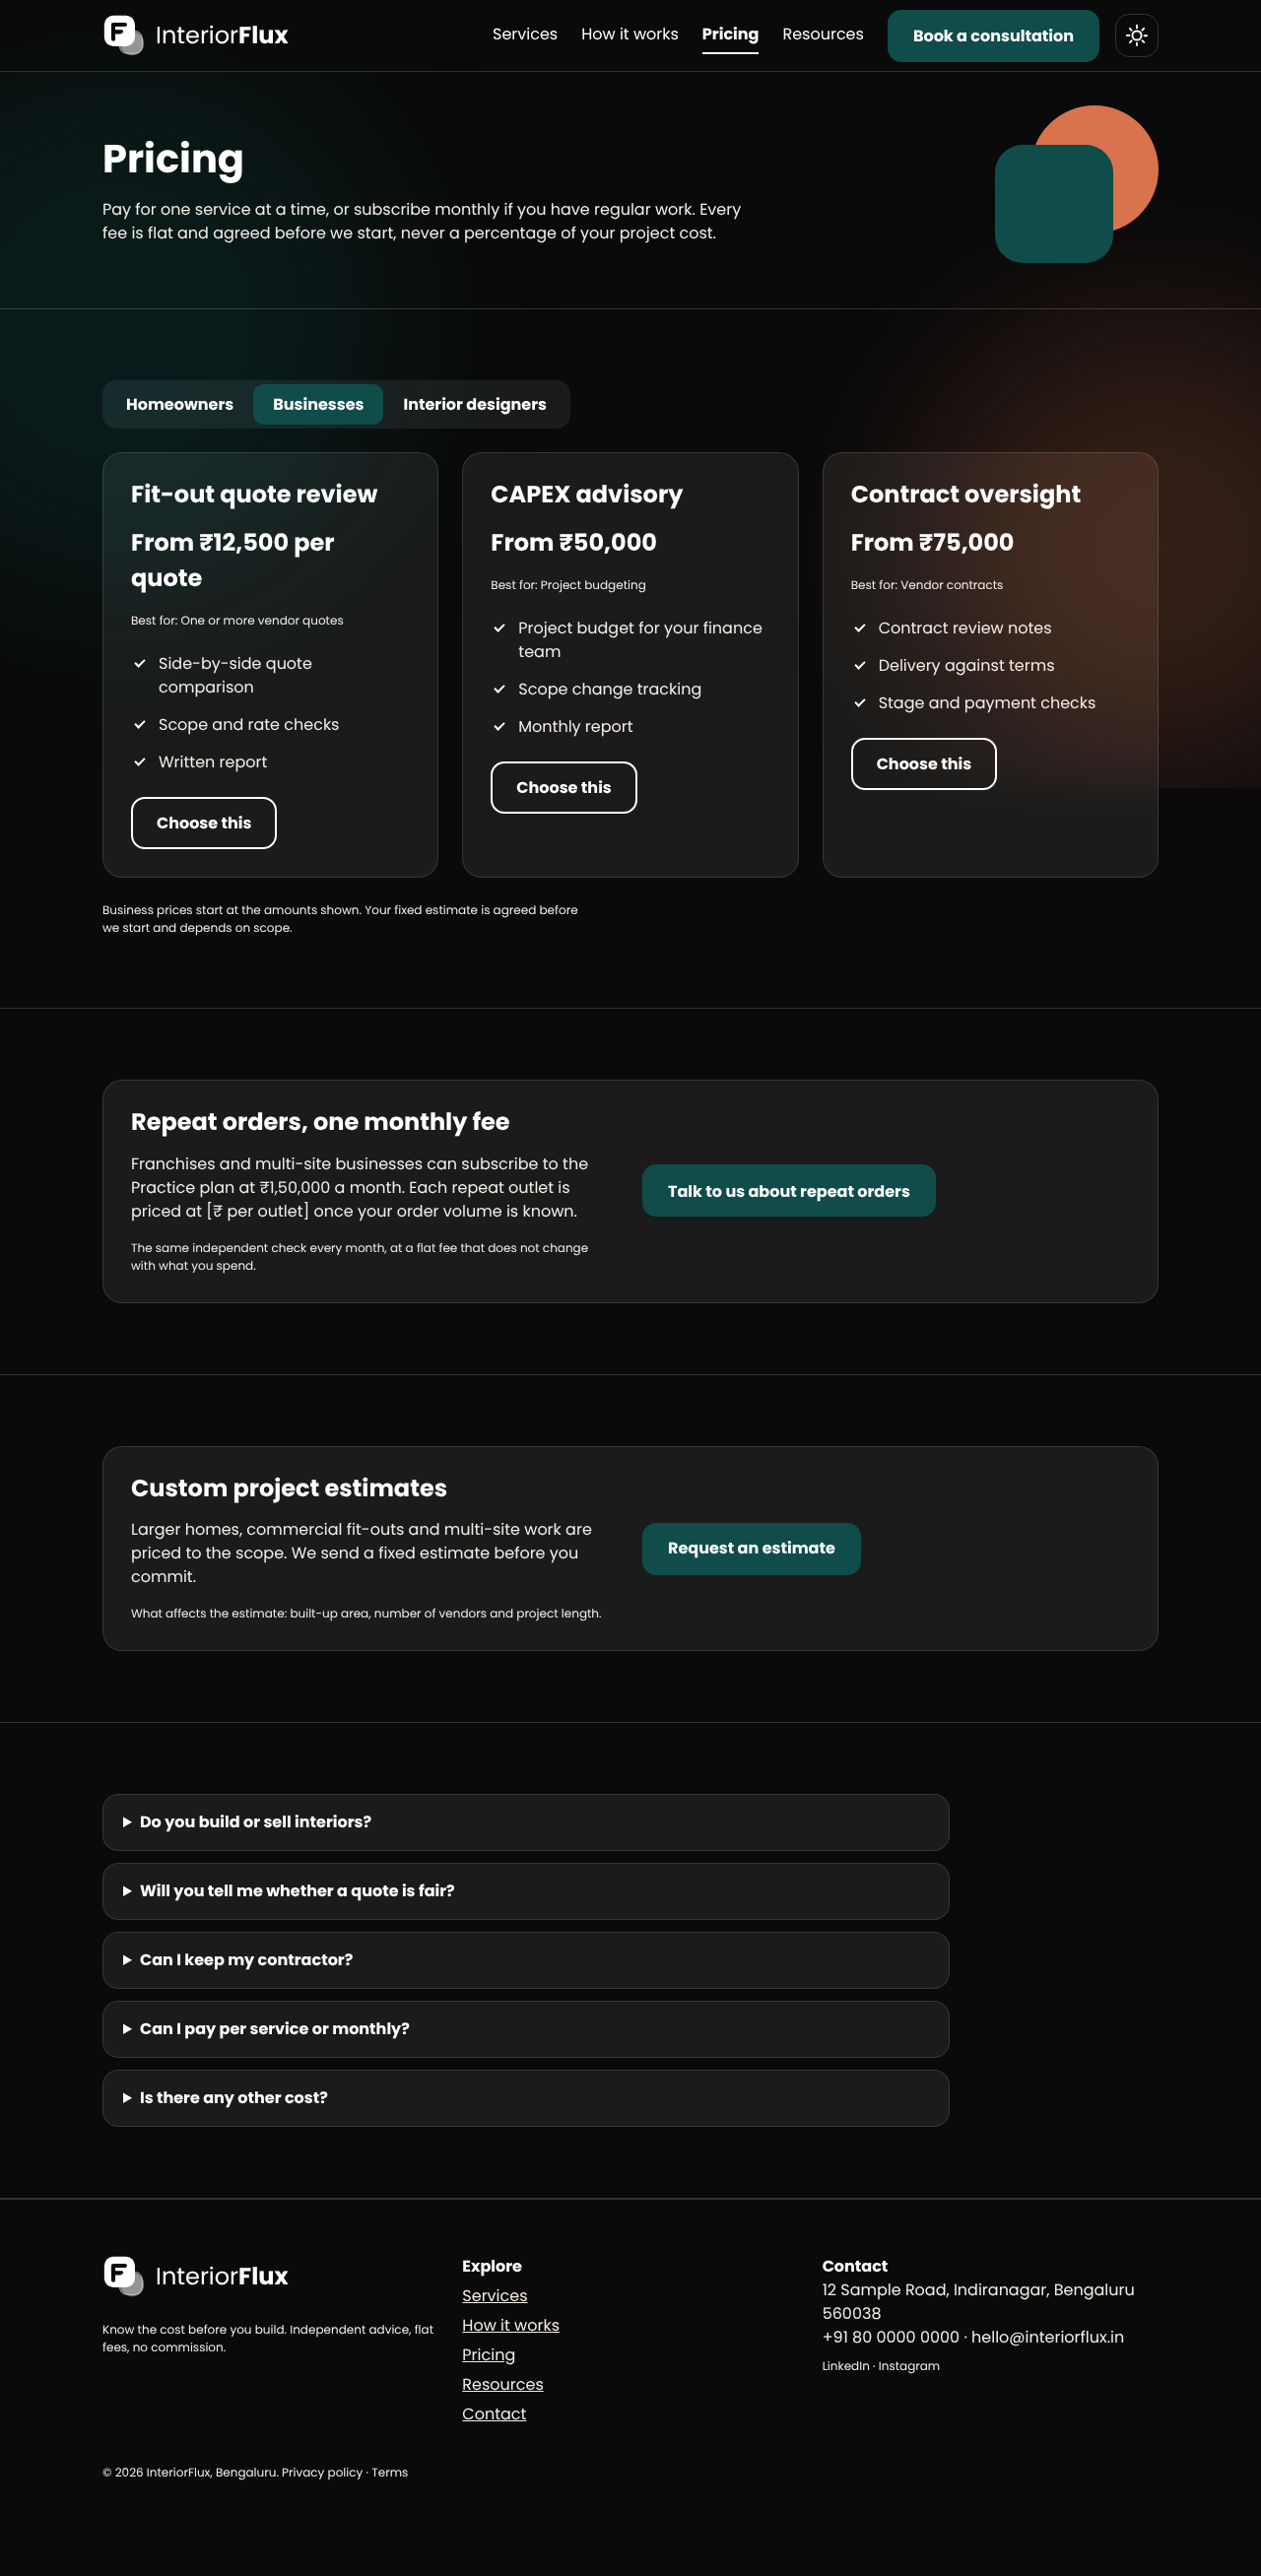 InteriorFlux
Services
How it works
Pricing
Resources
Book a consultation
Pricing
Pay for one service at a time, or subscribe monthly if you have regular work. Every
fee is flat and agreed before we start, never a percentage of your project cost.
Homeowners
Businesses
Interior designers
Fit-out quote review
From ₹12,500 per
quote
Best for: One or more vendor quotes
Side-by-side quote
comparison
Scope and rate checks
Written report
Choose this
CAPEX advisory
From ₹50,000
Best for: Project budgeting
Project budget for your finance
team
Scope change tracking
Monthly report
Choose this
Contract oversight
From ₹75,000
Best for: Vendor contracts
Contract review notes
Delivery against terms
Stage and payment checks
Choose this
Business prices start at the amounts shown. Your fixed estimate is agreed before
we start and depends on scope.
Repeat orders, one monthly fee
Franchises and multi-site businesses can subscribe to the
Practice plan at ₹1,50,000 a month. Each repeat outlet is
priced at [₹ per outlet] once your order volume is known.
The same independent check every month, at a flat fee that does not change
with what you spend.
Talk to us about repeat orders
Custom project estimates
Larger homes, commercial fit-outs and multi-site work are
priced to the scope. We send a fixed estimate before you
commit.
What affects the estimate: built-up area, number of vendors and project length.
Request an estimate
Do you build or sell interiors?
Will you tell me whether a quote is fair?
Can I keep my contractor?
Can I pay per service or monthly?
Is there any other cost?
InteriorFlux
Know the cost before you build. Independent advice, flat
fees, no commission.
Explore
Services
How it works
Pricing
Resources
Contact
Contact
12 Sample Road, Indiranagar, Bengaluru
560038
+91 80 0000 0000 · hello@interiorflux.in
LinkedIn · Instagram
© 2026 InteriorFlux, Bengaluru. Privacy policy · Terms